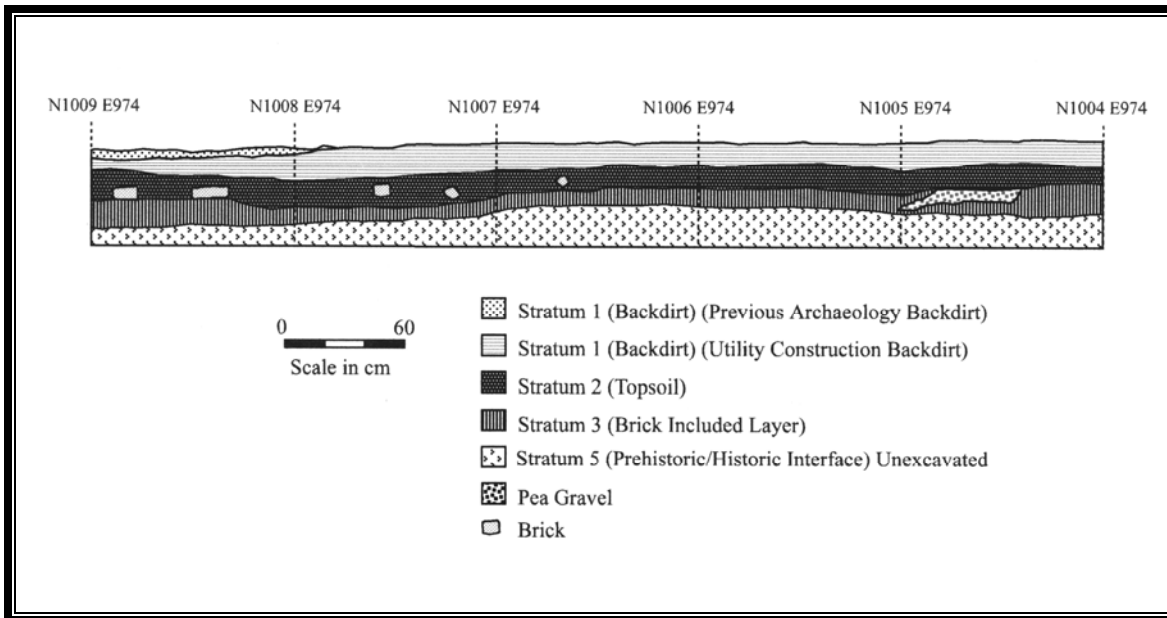 N1009 E974 N1008 E974 N1007 E974 N1006 E974 N1005 E974 N1004 E974
0 60
Scale in cm
Stratum 1 (Backdirt) (Previous Archaeology Backdirt)
Stratum 1 (Backdirt) (Utility Construction Backdirt)
Stratum 2 (Topsoil)
Stratum 3 (Brick Included Layer)
Stratum 5 (Prehistoric/Historic Interface) Unexcavated
Pea Gravel
Brick